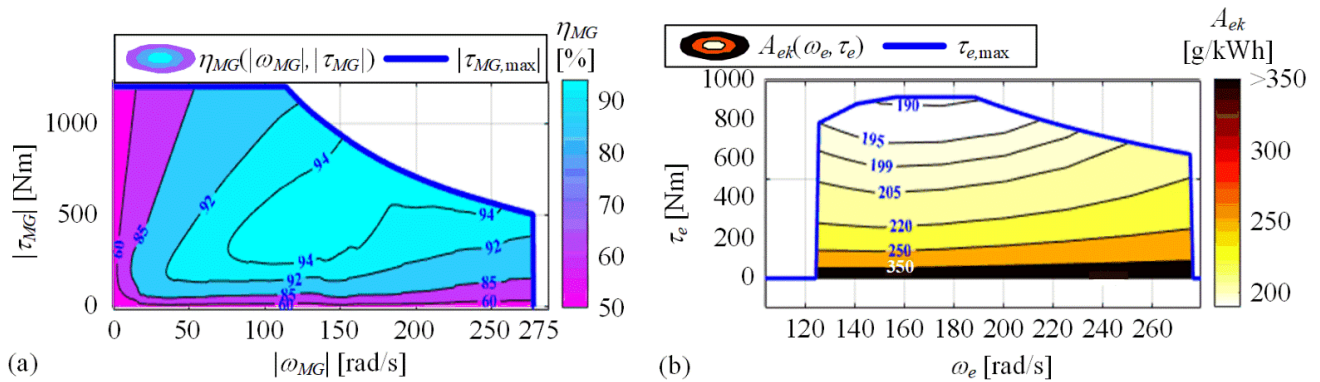 η_MG(|ω_MG|, |τ_MG|) |τ_MG,max|
η_MG
[%]
|τ_MG| [Nm]
1000
500
0
60
85
92
94
94
94
92
92
85
85
60
60
0 50 100 150 200 250 275
|ω_MG| [rad/s]
90
80
70
60
50
(a)
A_ek(ω_e, τ_e) τ_e,max
A_ek
[g/kWh]
τ_e [Nm]
1000
800
600
400
200
0
190
195
199
205
220
250
350
120 140 160 180 200 220 240 260
ω_e [rad/s]
>350
300
250
200
(b)